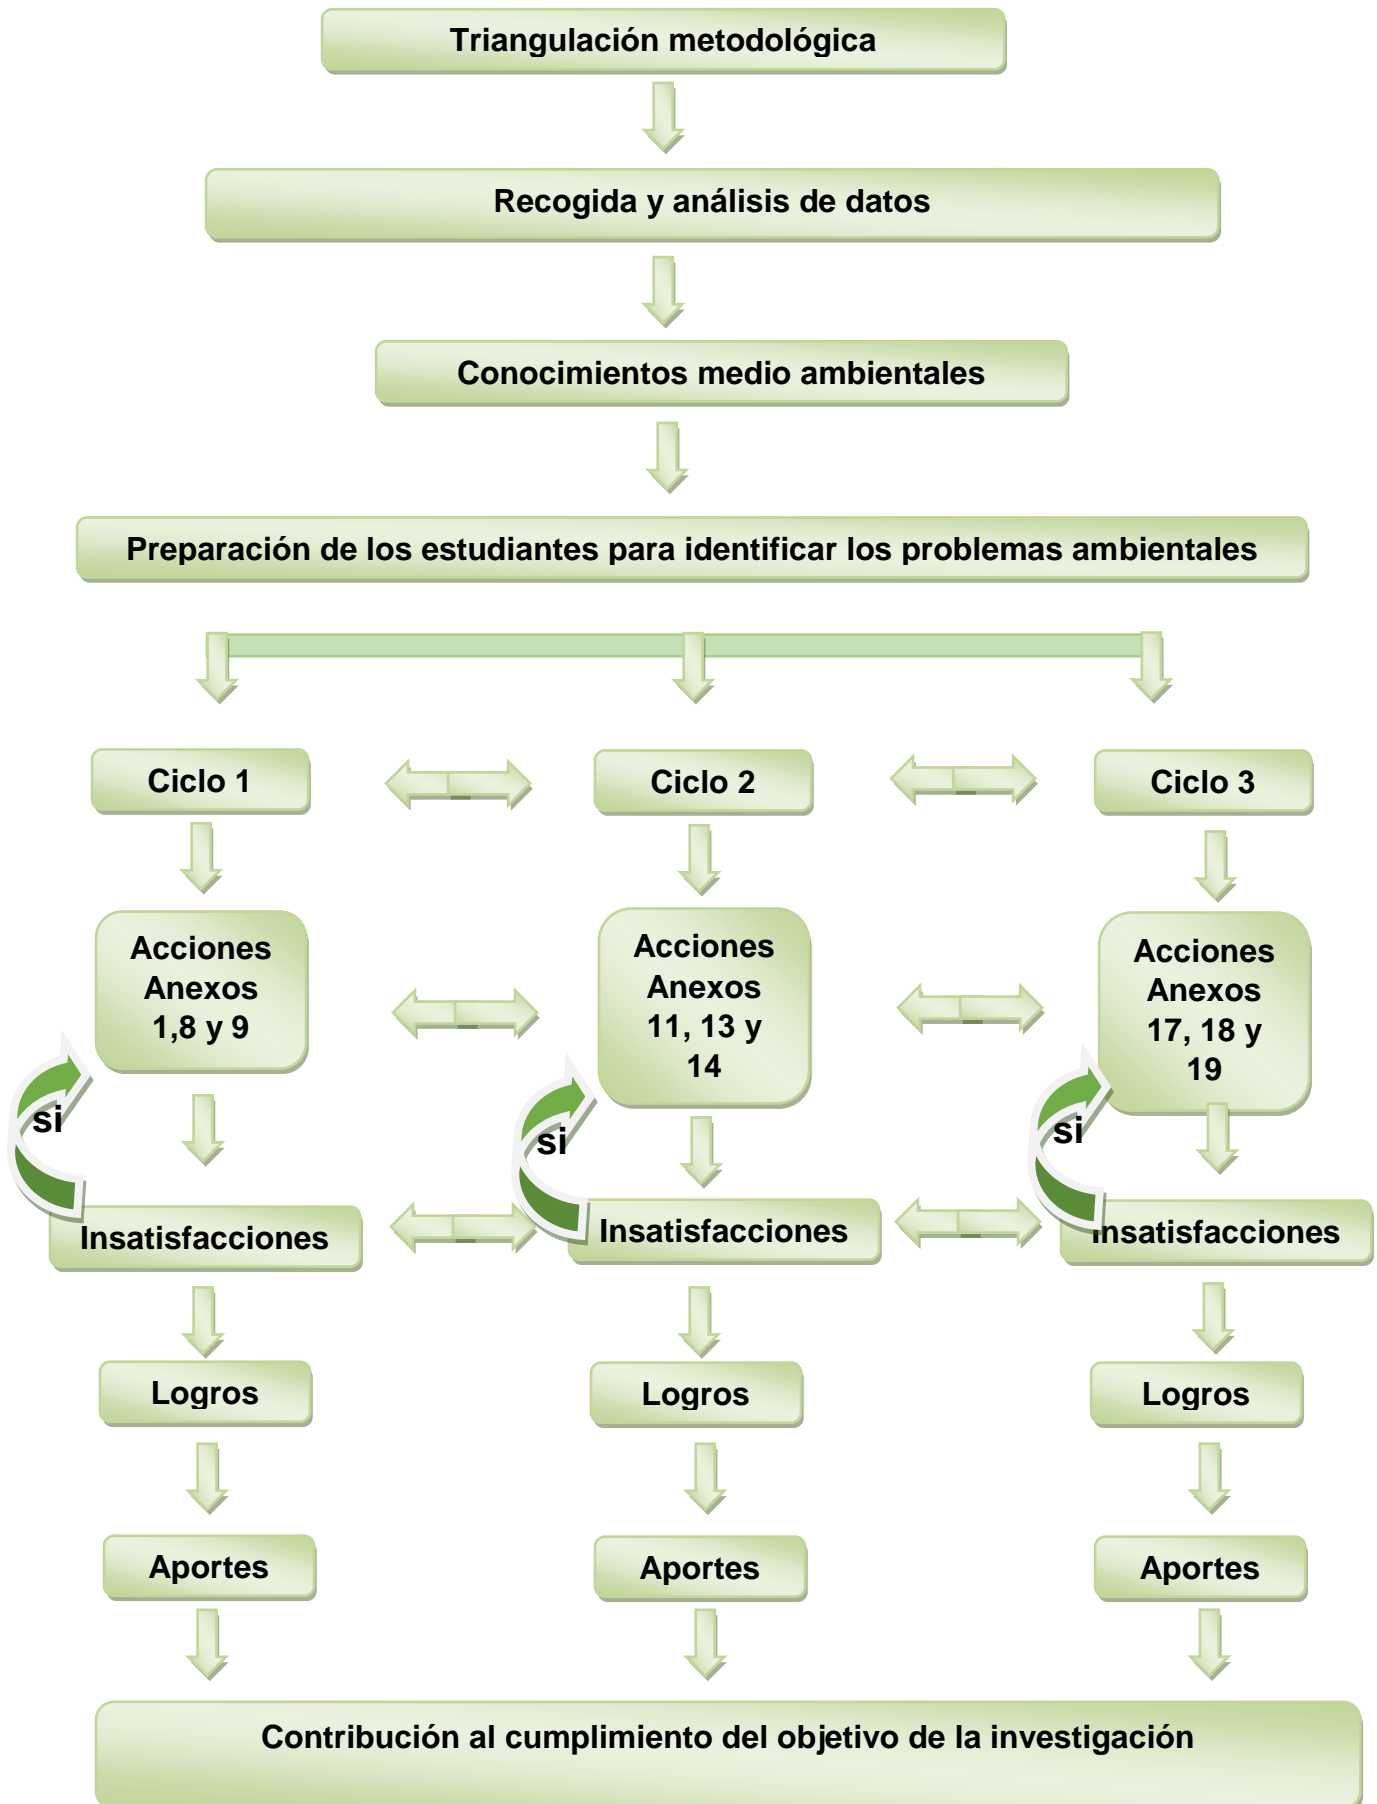 Triangulación metodológica
Recogida y análisis de datos
Conocimientos medio ambientales
Preparación de los estudiantes para identificar los problemas ambientales
Ciclo 1
Ciclo 2
Ciclo 3
Acciones
Anexos
1,8 y 9
Acciones
Anexos
11, 13 y
14
Acciones
Anexos
17, 18 y
19
si
si
si
Insatisfacciones
Insatisfacciones
Insatisfacciones
Logros
Logros
Logros
Aportes
Aportes
Aportes
Contribución al cumplimiento del objetivo de la investigación